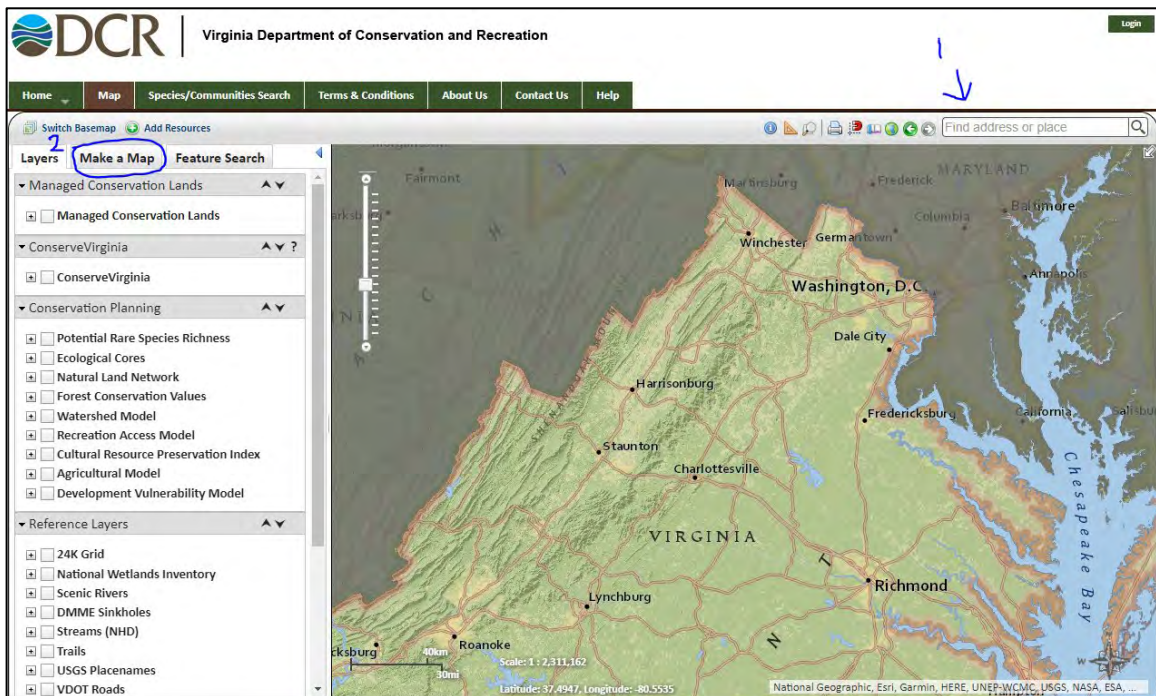 DCR
Virginia Department of Conservation and Recreation
Login
1
Home
Map
Species/Communities Search
Terms & Conditions
About Us
Contact Us
Help
Switch Basemap
Add Resources
Find address or place
2
Layers
Make a Map
Feature Search
Managed Conservation Lands
?
Managed Conservation Lands
ConserveVirginia
ConserveVirginia
Conservation Planning
Potential Rare Species Richness
Ecological Cores
Natural Land Network
Forest Conservation Values
Watershed Model
Recreation Access Model
Cultural Resource Preservation Index
Agricultural Model
Development Vulnerability Model
Reference Layers
24K Grid
National Wetlands Inventory
Scenic Rivers
DMME Sinkholes
Streams (NHD)
Trails
USGS Placenames
VDOT Roads
Fairmont
Martinsburg
Frederick
MARYLAND
Baltimore
Columbia
Winchester
Germantown
Annapolis
Washington, D.C.
Dale City
Harrisonburg
Fredericksburg
California
Staunton
Charlottesville
Chesapeake Bay
VIRGINIA
Richmond
Lynchburg
Roanoke
cksburg
40km
30mi
Scale: 1 : 2,311,162
Latitude: 37.4947, Longitude: -80.5535
National Geographic, Esri, Garmin, HERE, UNEP-WCMC, USGS, NASA, ESA, ...